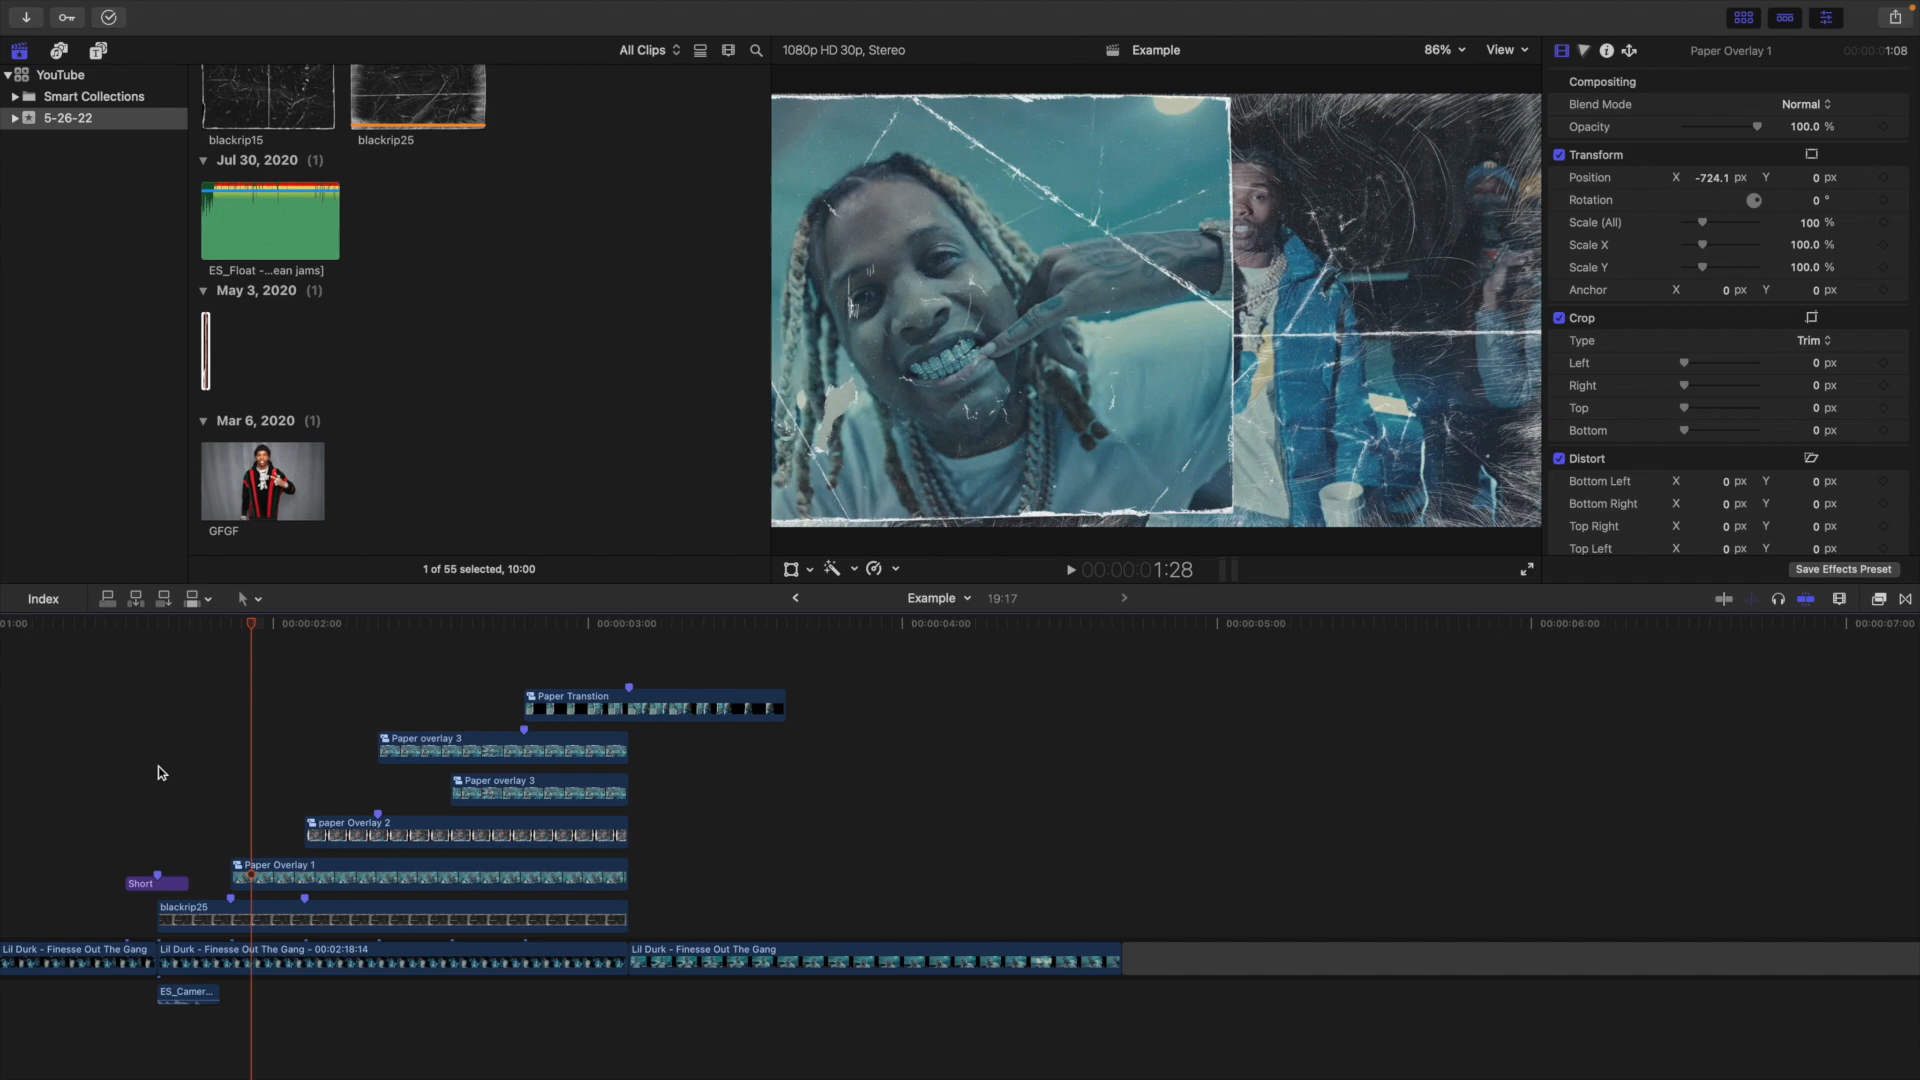 All Clips
1080p HD 30p, Stereo
Example
86%
View
Paper Overlay 1
00:00:01:08
YouTube
Smart Collections
5-26-22
blackrip15
blackrip25
Jul 30, 2020 (1)
ES_Float -...ean jams]
May 3, 2020 (1)
Mar 6, 2020 (1)
GFGF
1 of 55 selected, 10:00
00:00:01:28
Compositing
Blend Mode Normal
Opacity 100.0 %
Transform
Position X -724.1 px Y 0 px
Rotation 0 °
Scale (All) 100 %
Scale X 100.0 %
Scale Y 100.0 %
Anchor X 0 px Y 0 px
Crop
Type Trim
Left 0 px
Right 0 px
Top 0 px
Bottom 0 px
Distort
Bottom Left X 0 px Y 0 px
Bottom Right X 0 px Y 0 px
Top Right X 0 px Y 0 px
Top Left X 0 px Y 0 px
Save Effects Preset
Index
Example
19:17
01:00
00:00:02:00
00:00:03:00
00:00:04:00
00:00:05:00
00:00:06:00
00:00:07:00
Paper Transtion
Paper overlay 3
Paper overlay 3
paper Overlay 2
Paper Overlay 1
Short
blackrip25
Lil Durk - Finesse Out The Gang
Lil Durk - Finesse Out The Gang - 00:02:18:14
Lil Durk - Finesse Out The Gang
ES_Camer...